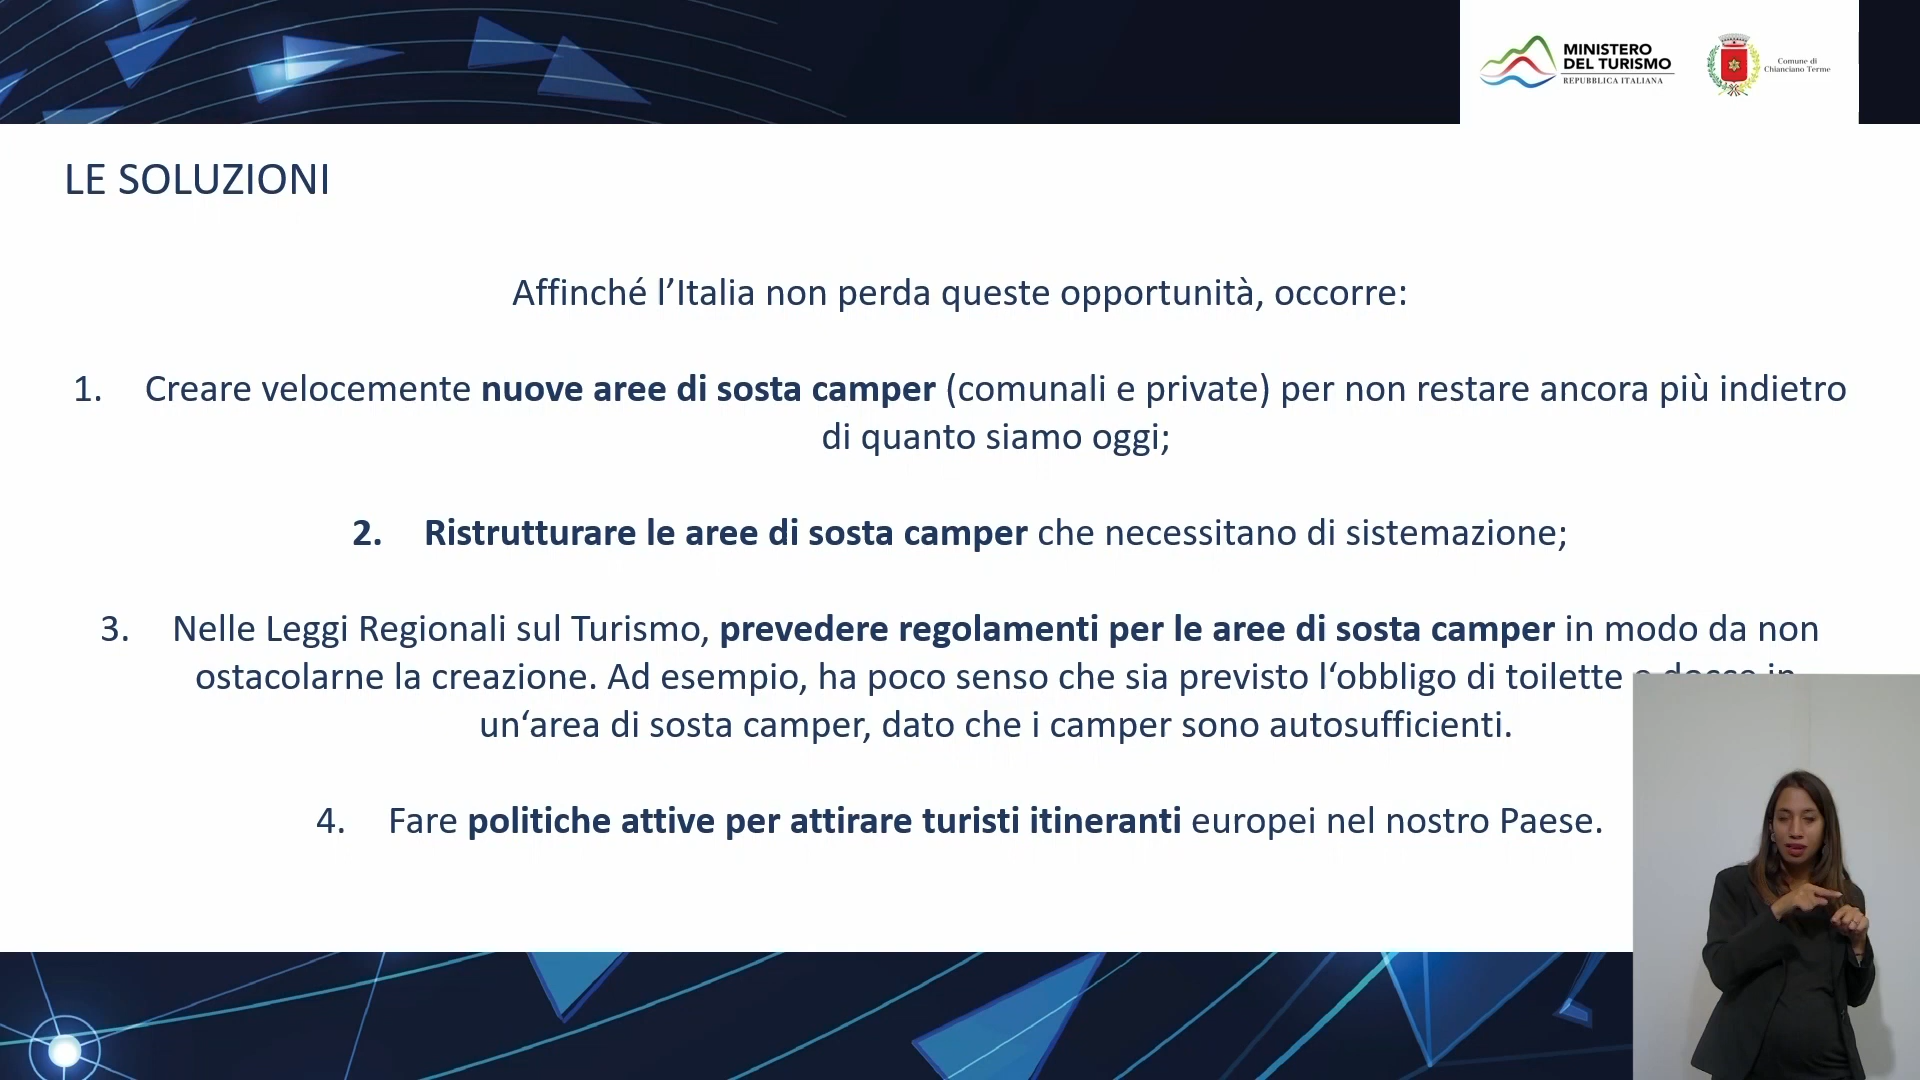 MINISTERO
DEL TURISMO
REPUBBLICA ITALIANA
Comune di
Chianciano Terme
LE SOLUZIONI
Affinché l’Italia non perda queste opportunità, occorre:
1. Creare velocemente nuove aree di sosta camper (comunali e private) per non restare ancora più indietro
di quanto siamo oggi;
2. Ristrutturare le aree di sosta camper che necessitano di sistemazione;
3. Nelle Leggi Regionali sul Turismo, prevedere regolamenti per le aree di sosta camper in modo da non
ostacolarne la creazione. Ad esempio, ha poco senso che sia previsto l‘obbligo di toilette
un‘area di sosta camper, dato che i camper sono autosufficienti.
4. Fare politiche attive per attirare turisti itineranti europei nel nostro Paese.